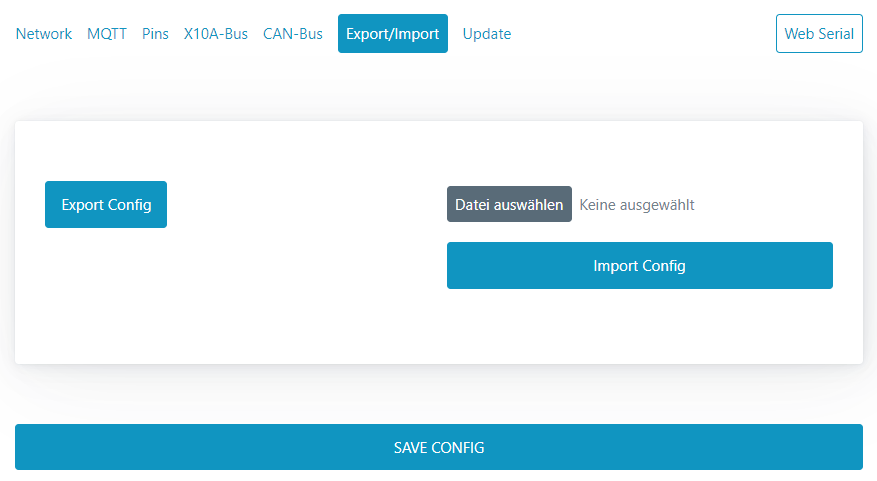 Network MQTT Pins X10A-Bus CAN-Bus Export/Import Update Web Serial
Export Config
Datei auswählen Keine ausgewählt
Import Config
SAVE CONFIG